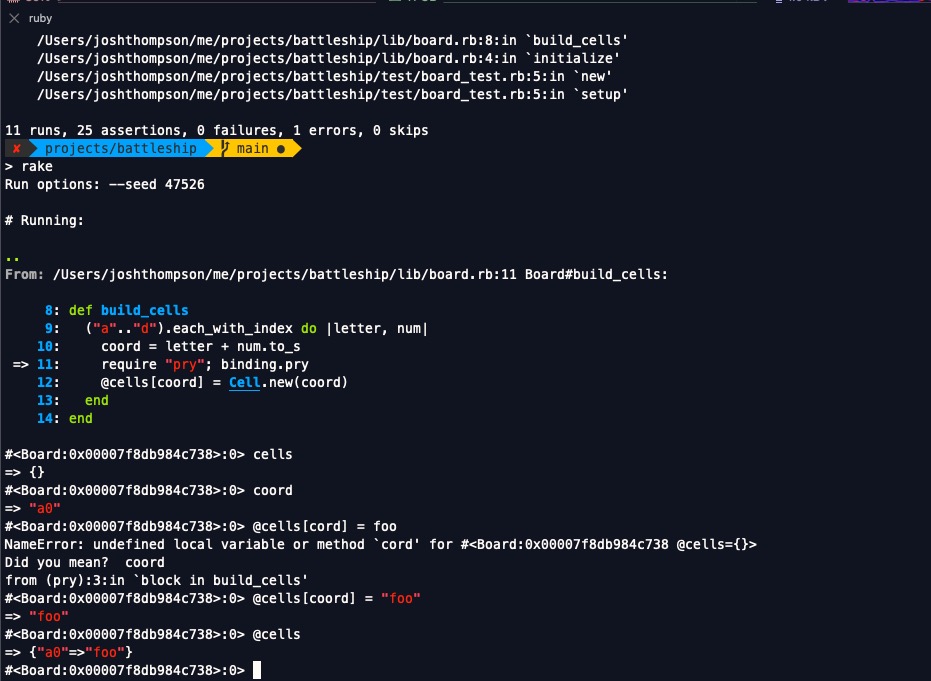 ruby
/Users/joshthompson/me/projects/battleship/lib/board.rb:8:in `build_cells'
/Users/joshthompson/me/projects/battleship/lib/board.rb:4:in `initialize'
/Users/joshthompson/me/projects/battleship/test/board_test.rb:5:in `new'
/Users/joshthompson/me/projects/battleship/test/board_test.rb:5:in `setup'
11 runs, 25 assertions, 0 failures, 1 errors, 0 skips
✘ projects/battleship main ●
> rake
Run options: --seed 47526
# Running:
..
From: /Users/joshthompson/me/projects/battleship/lib/board.rb:11 Board#build_cells:
8: def build_cells
9: ("a".."d").each_with_index do |letter, num|
10: coord = letter + num.to_s
=> 11: require "pry"; binding.pry
12: @cells[coord] = Cell.new(coord)
13: end
14: end
#<Board:0x00007f8db984c738>:0> cells
=> {}
#<Board:0x00007f8db984c738>:0> coord
=> "a0"
#<Board:0x00007f8db984c738>:0> @cells[cord] = foo
NameError: undefined local variable or method `cord' for #<Board:0x00007f8db984c738 @cells={}>
Did you mean?  coord
from (pry):3:in `block in build_cells'
#<Board:0x00007f8db984c738>:0> @cells[coord] = "foo"
=> "foo"
#<Board:0x00007f8db984c738>:0> @cells
=> {"a0"=>"foo"}
#<Board:0x00007f8db984c738>:0>